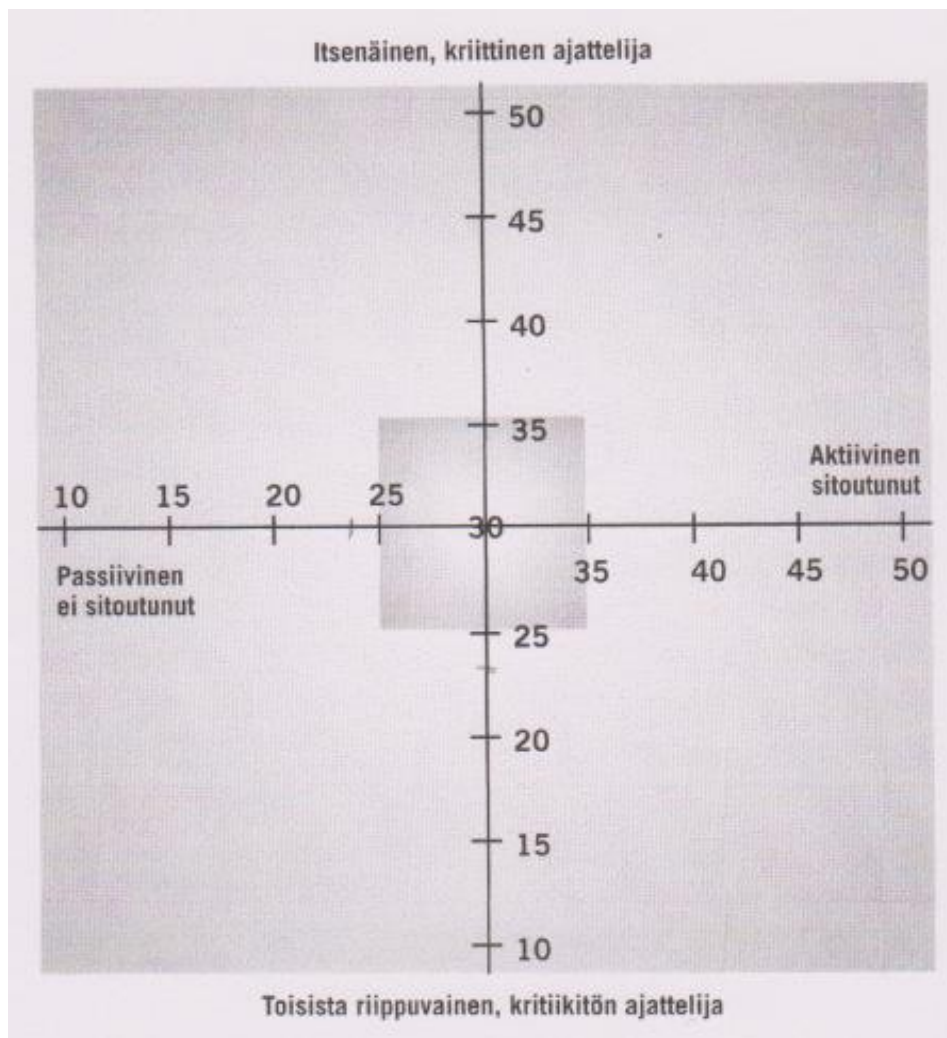 Itsenäinen, kriittinen ajattelija
50
45
40
35
Aktiivinen
sitoutunut
10 15 20 25
30
35 40 45 50
Passiivinen
ei sitoutunut
25
20
15
10
Toisista riippuvainen, kritiikitön ajattelija